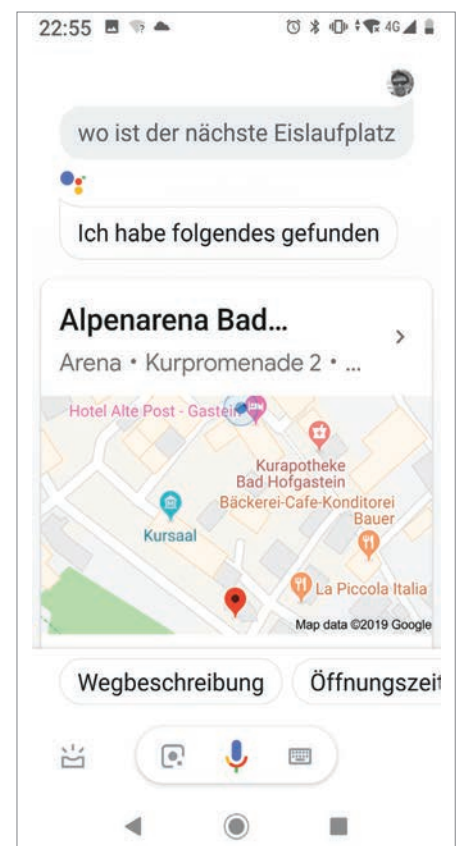 22:55
4G
wo ist der nächste Eislaufplatz
Ich habe folgendes gefunden
Alpenarena Bad...
Arena • Kurpromenade 2 • ...
Hotel Alte Post - Gastein
Kurapotheke
Bad Hofgastein
Bäckerei-Cafe-Konditorei
Bauer
Kursaal
La Piccola Italia
Map data ©2019 Google
Wegbeschreibung
Öffnungszeit